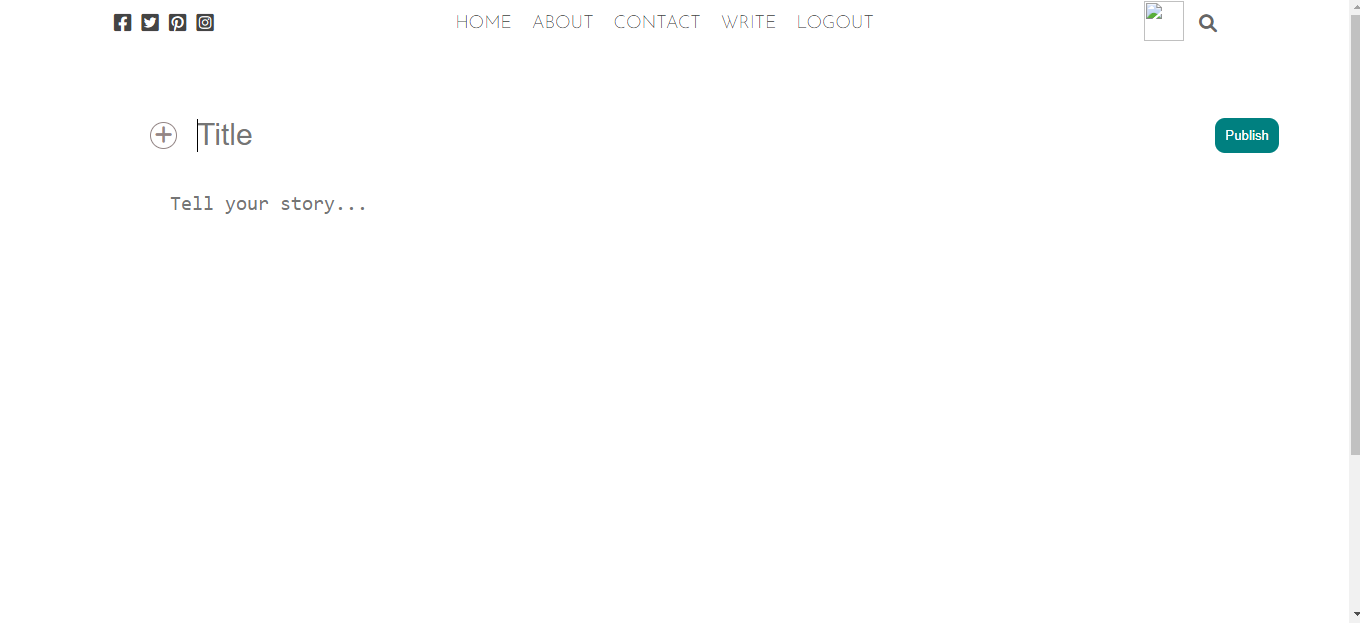 HOME ABOUT CONTACT WRITE LOGOUT
Title
Publish
Tell your story...